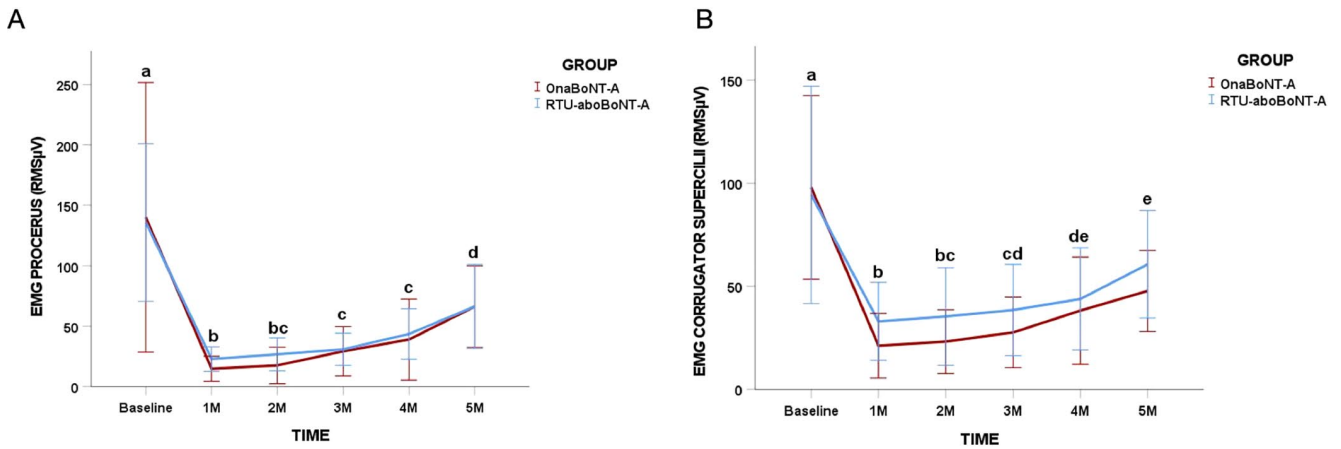 A
EMG PROCERUS (RMSµV)
250
200
150
100
50
0
a
b
bc
c
c
d
Baseline 1M 2M 3M 4M 5M
TIME
GROUP
OnaBoNT-A
RTU-aboBoNT-A
B
EMG CORRUGATOR SUPERCILII (RMSµV)
150
100
50
0
a
b
bc
cd
de
e
Baseline 1M 2M 3M 4M 5M
TIME
GROUP
OnaBoNT-A
RTU-aboBoNT-A